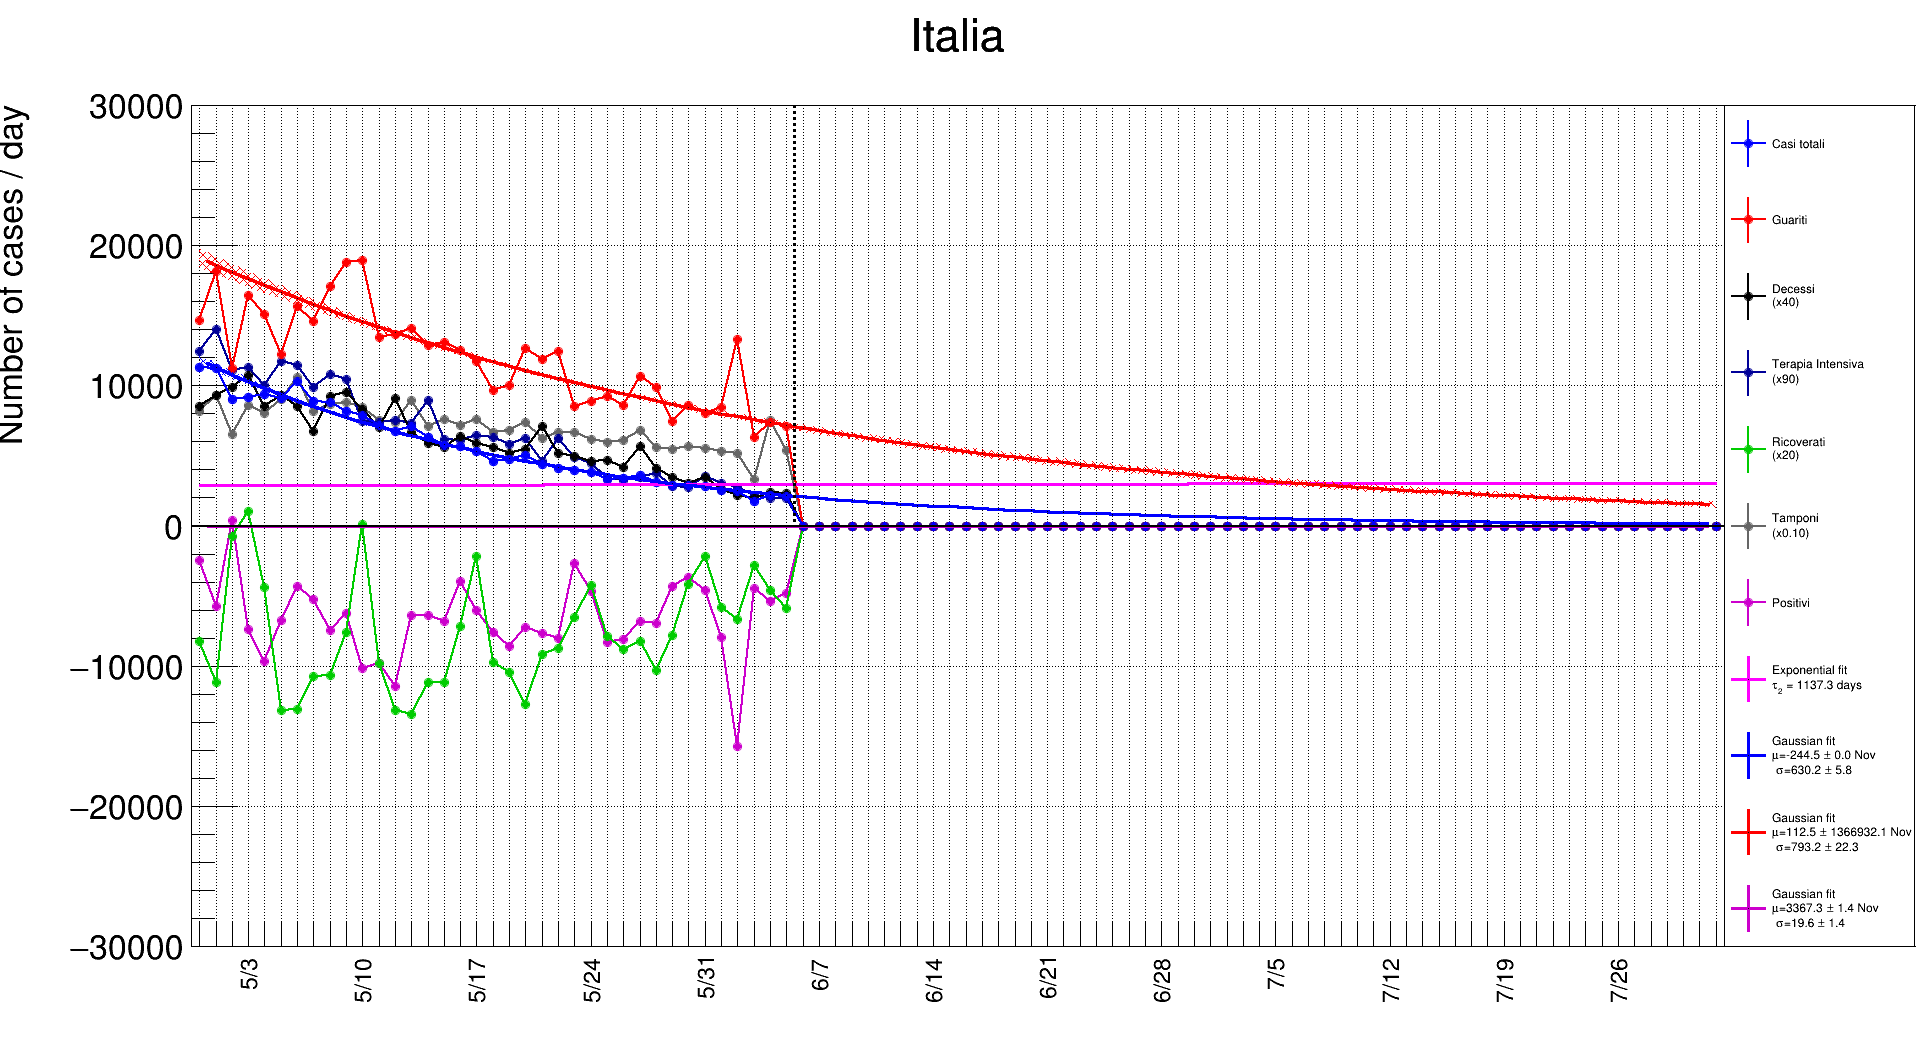 Italia
Number of cases / day
30000
20000
10000
0
−10000
−20000
−30000
5/3
5/10
5/17
5/24
5/31
6/7
6/14
6/21
6/28
7/5
7/12
7/19
7/26
Casi totali
Guariti
Decessi
(x40)
Terapia Intensiva
(x90)
Ricoverati
(x20)
Tamponi
(x0.10)
Positivi
Exponential fit
τ2 = 1137.3 days
Gaussian fit
μ=-244.5 ± 0.0 Nov
σ=630.2 ± 5.8
Gaussian fit
μ=112.5 ± 1366932.1 Nov
σ=793.2 ± 22.3
Gaussian fit
μ=3367.3 ± 1.4 Nov
σ=19.6 ± 1.4